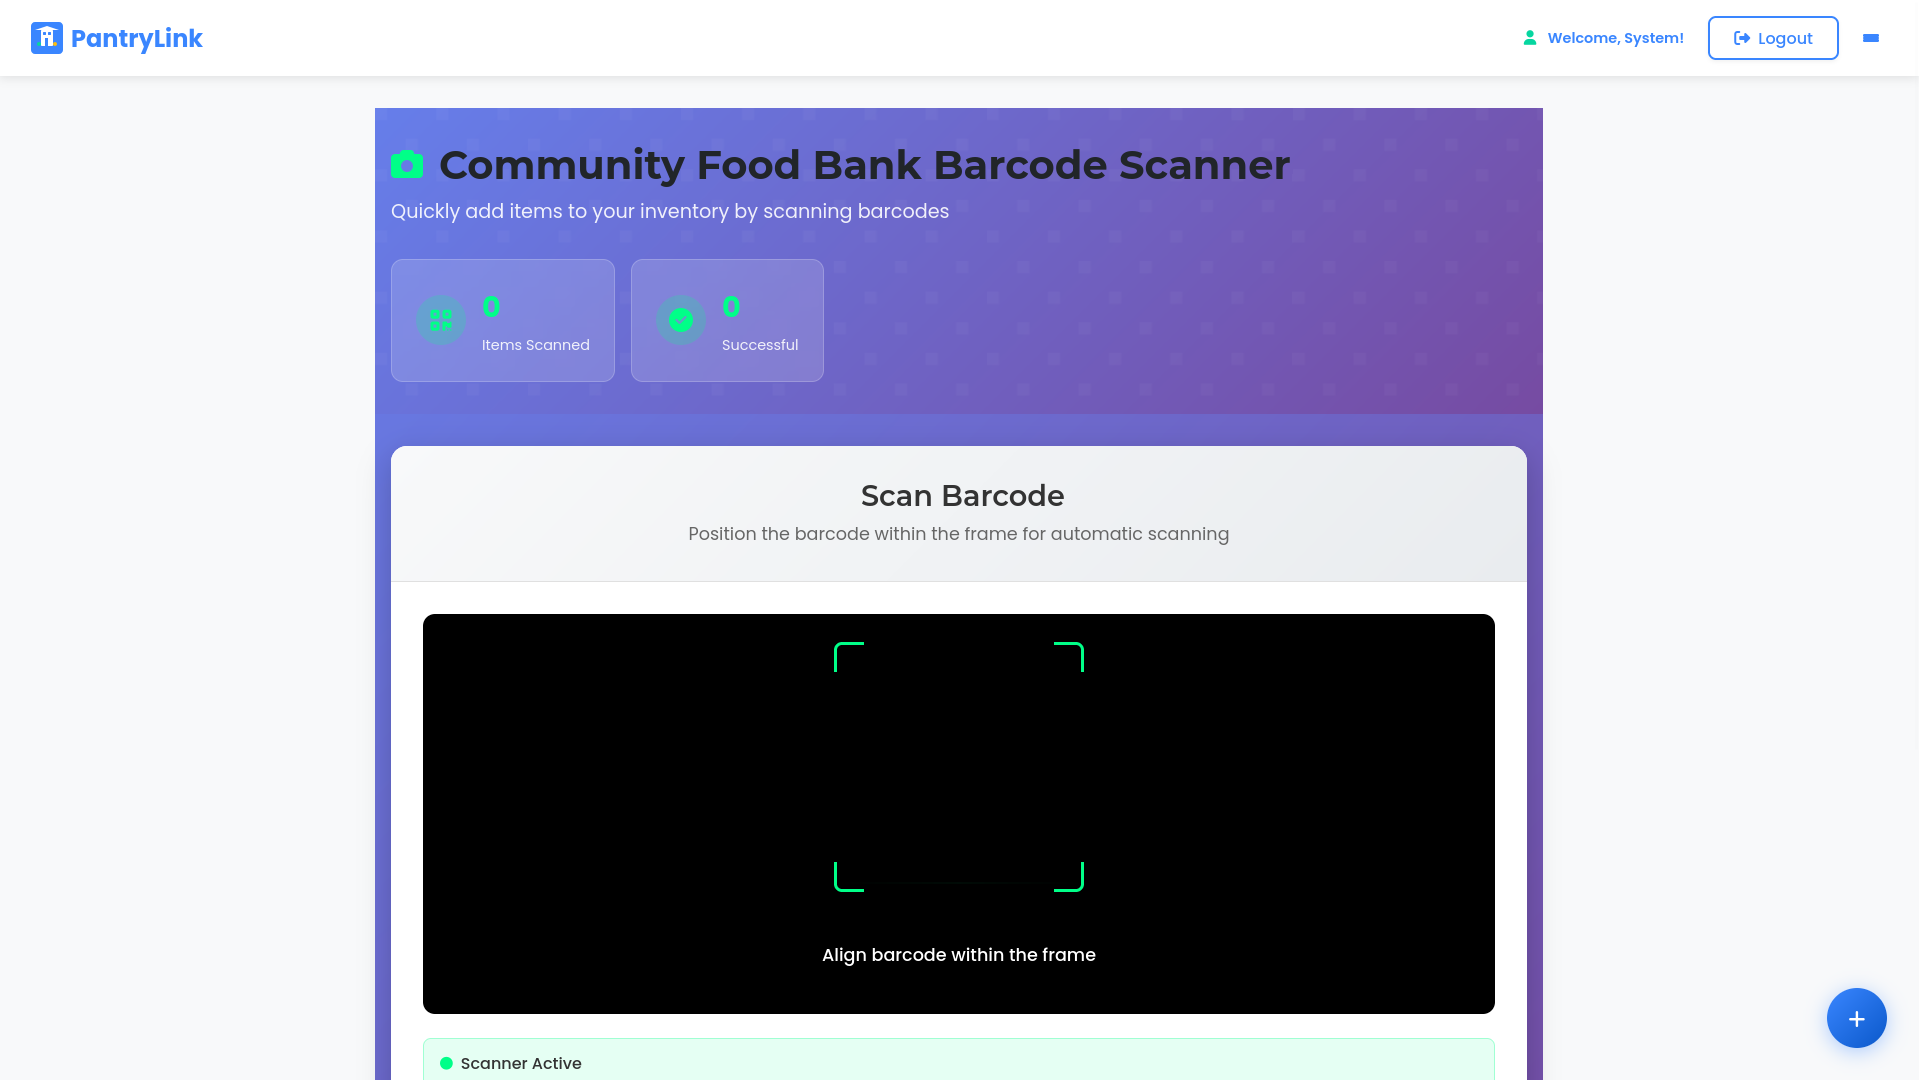 PantryLink
Welcome, System!
Logout
Community Food Bank Barcode Scanner
Quickly add items to your inventory by scanning barcodes
0
Items Scanned
0
Successful
Scan Barcode
Position the barcode within the frame for automatic scanning
Align barcode within the frame
Scanner Active